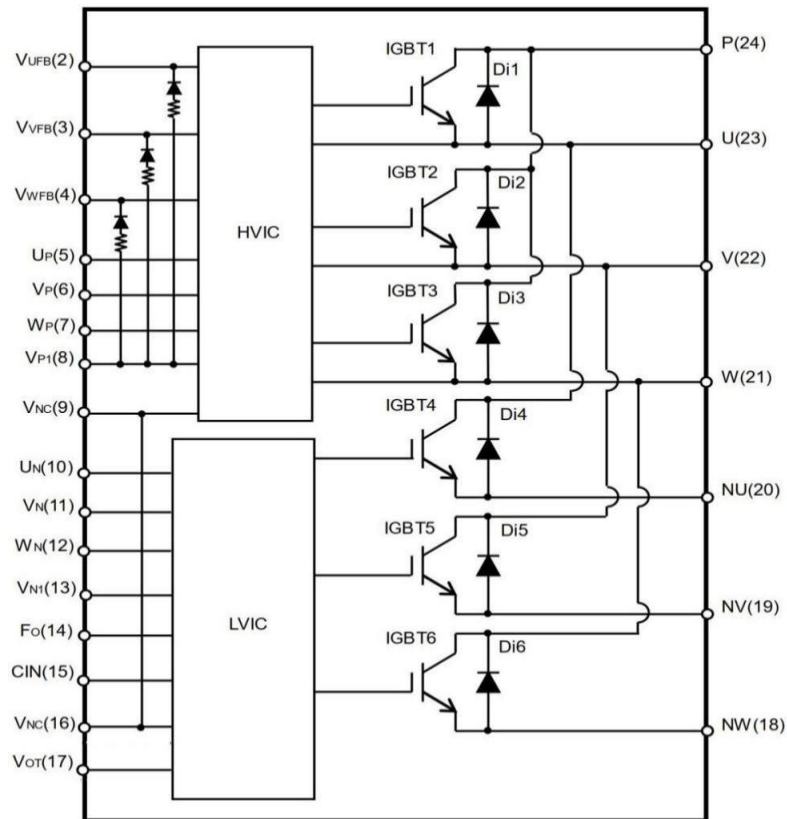 VUFB(2)
VVFB(3)
VWFB(4)
UP(5)
VP(6)
WP(7)
VP1(8)
VNC(9)
UN(10)
VN(11)
WN(12)
VN1(13)
FO(14)
CIN(15)
VNC(16)
VOT(17)
HVIC
LVIC
IGBT1
Di1
IGBT2
Di2
IGBT3
Di3
IGBT4
Di4
IGBT5
Di5
IGBT6
Di6
P(24)
U(23)
V(22)
W(21)
NU(20)
NV(19)
NW(18)